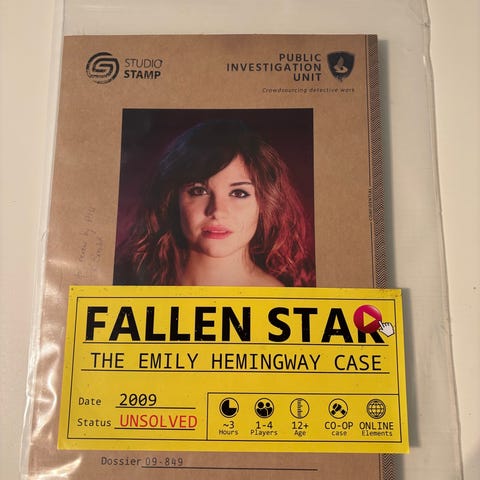 STUDIO
STAMP
PUBLIC
INVESTIGATION
UNIT
Crowdsourcing detective work
CONFIDENTIAL
FALLEN STAR
THE EMILY HEMINGWAY CASE
Date 2009
Status UNSOLVED
~3
Hours
1-4
Players
12+
Age
CO-OP
case
ONLINE
Elements
Dossier 09-849